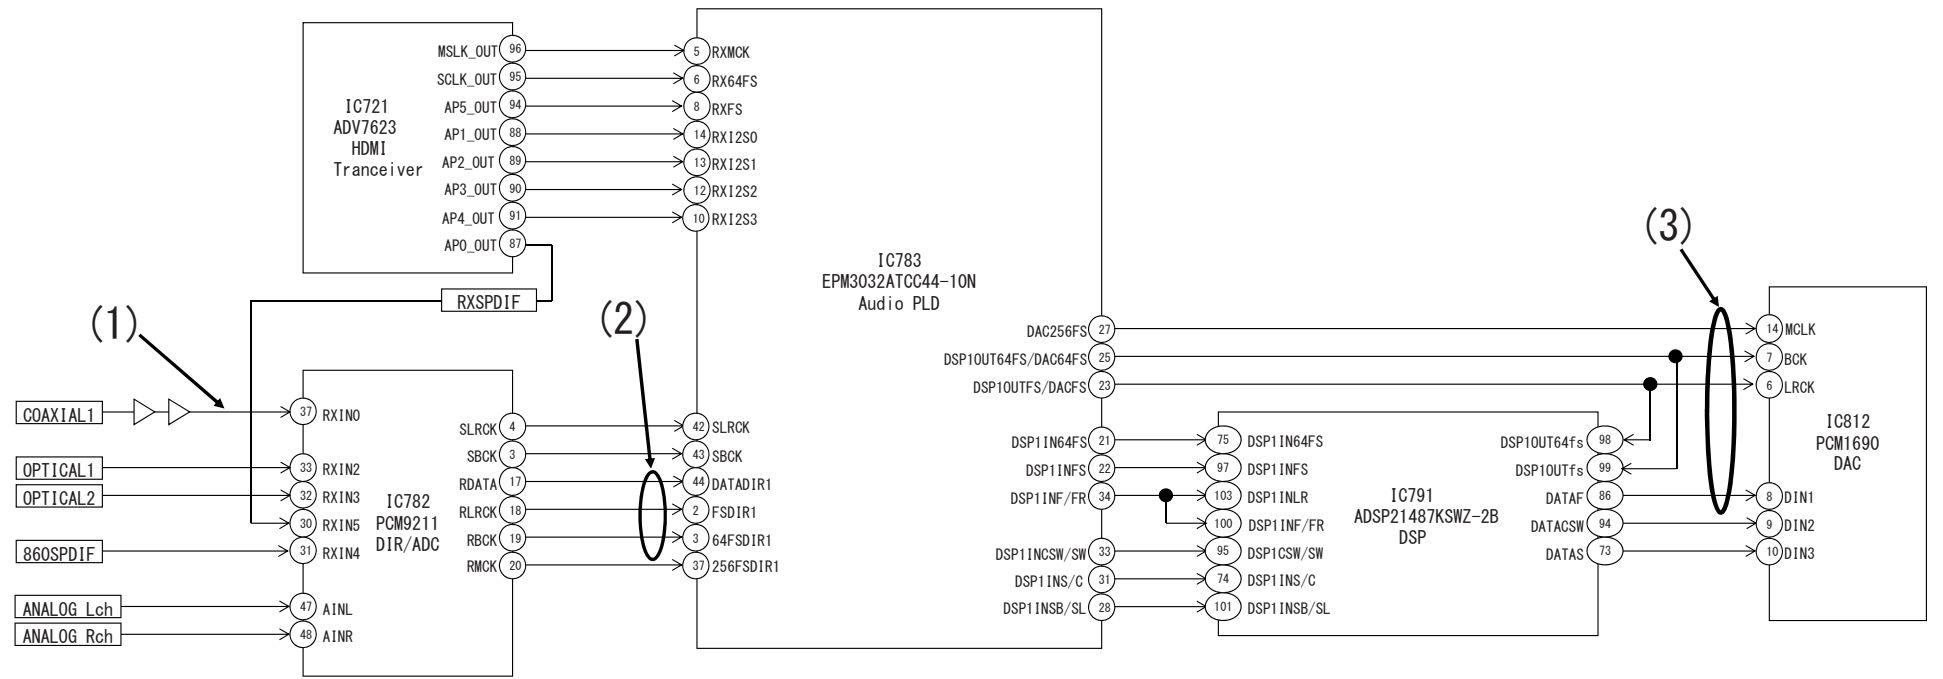 IC721
ADV7623
HDMI
Tranceiver
MSLK_OUT 96
SCLK_OUT 95
AP5_OUT 94
AP1_OUT 88
AP2_OUT 89
AP3_OUT 90
AP4_OUT 91
AP0_OUT 87
5 RXMCK
6 RX64FS
8 RXFS
14 RXI2S0
13 RXI2S1
12 RXI2S2
10 RXI2S3
RXSPDIF
(1)
(2)
(3)
IC783
EPM3032ATCC44-10N
Audio PLD
COAXIAL1
OPTICAL1
OPTICAL2
860SPDIF
ANALOG Lch
ANALOG Rch
37 RXIN0
33 RXIN2
32 RXIN3
30 RXIN5
31 RXIN4
47 AINL
48 AINR
IC782
PCM9211
DIR/ADC
SLRCK 4
SBCK 3
RDATA 17
RLRCK 18
RBCK 19
RMCK 20
42 SLRCK
43 SBCK
44 DATADIR1
2 FSDIR1
3 64FSDIR1
37 256FSDIR1
DAC256FS 27
DSP1OUT64FS/DAC64FS 25
DSP1OUTFS/DACFS 23
DSP1IN64FS 21
DSP1INFS 22
DSP1INF/FR 34
DSP1INCSW/SW 33
DSP1INS/C 31
DSP1INSB/SL 28
75 DSP1IN64FS
97 DSP1INFS
103 DSP1INLR
100 DSP1INF/FR
95 DSP1CSW/SW
74 DSP1INS/C
101 DSP1INSB/SL
IC791
ADSP21487KSWZ-2B
DSP
DSP1OUT64fs 98
DSP1OUTfs 99
DATAF 86
DATACSW 94
DATAS 73
14 MCLK
7 BCK
6 LRCK
8 DIN1
9 DIN2
10 DIN3
IC812
PCM1690
DAC